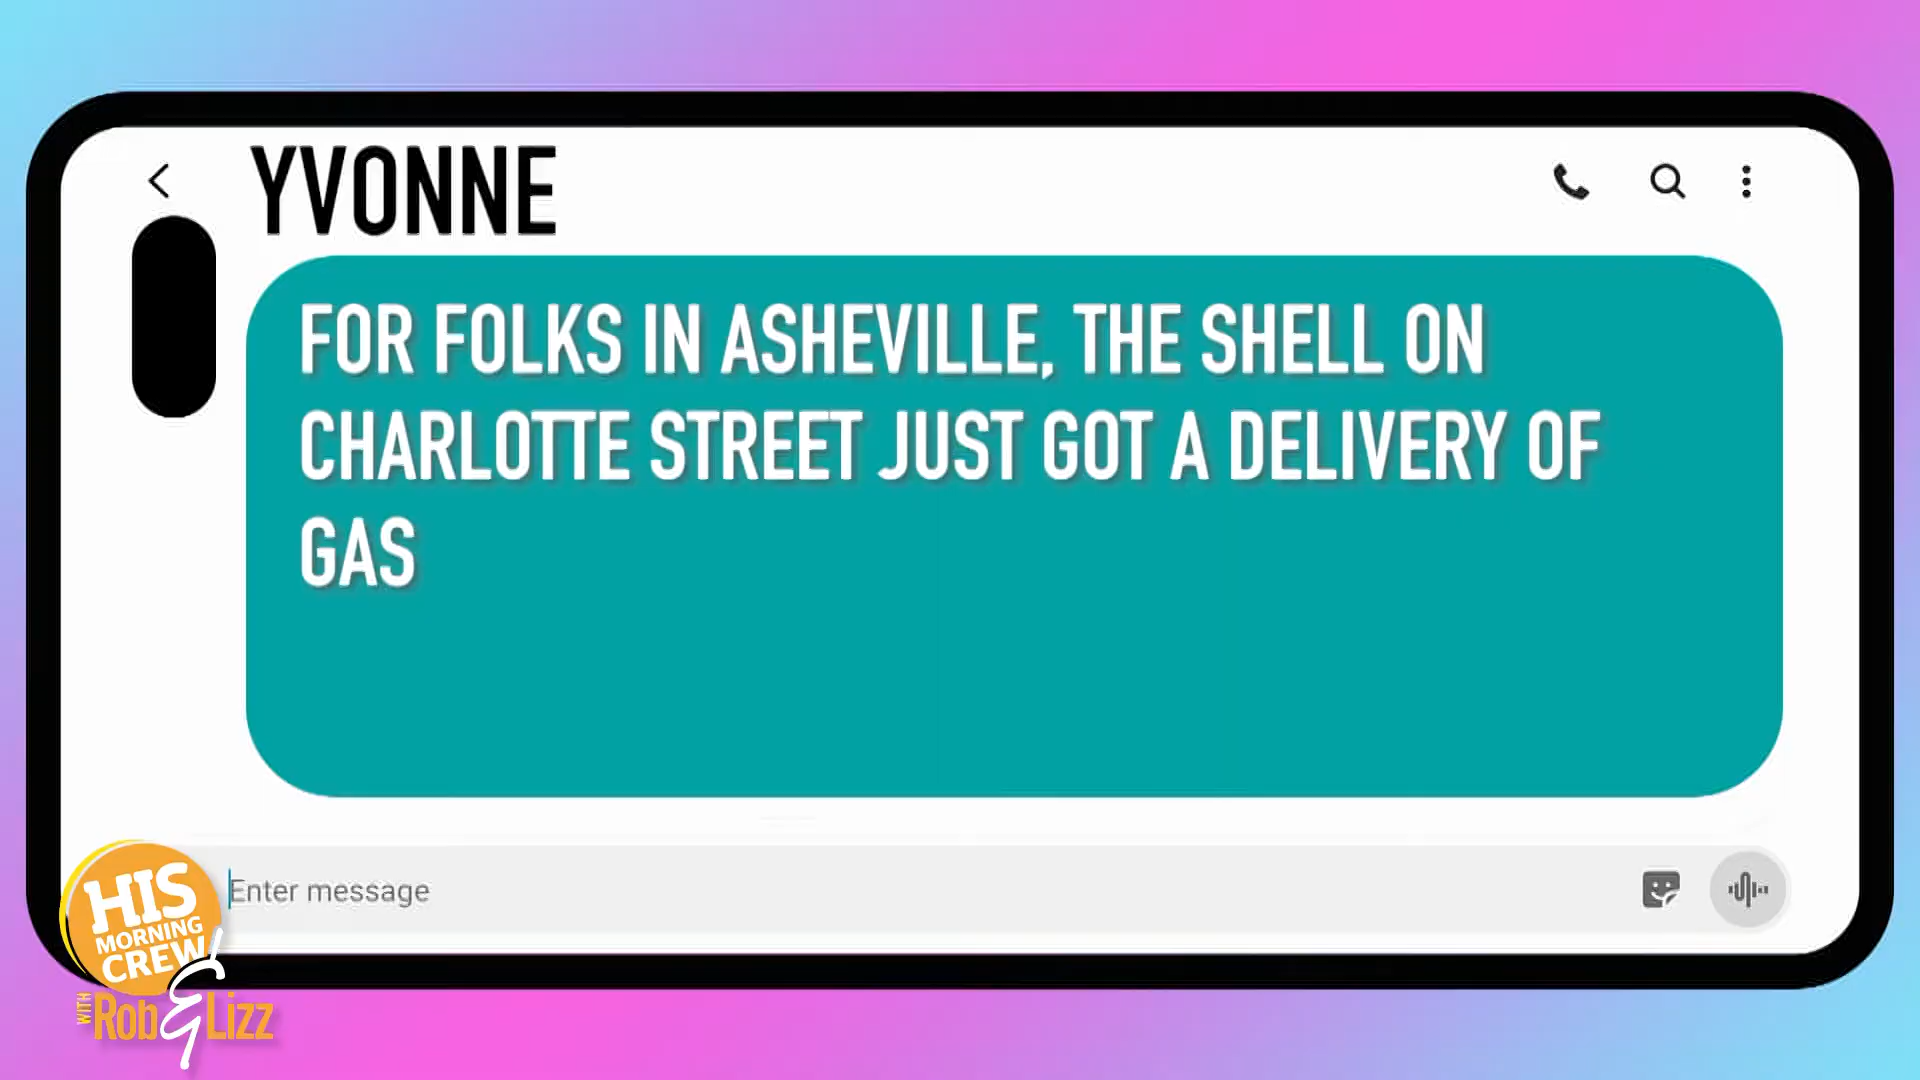 YVONNE
FOR FOLKS IN ASHEVILLE, THE SHELL ON
CHARLOTTE STREET JUST GOT A DELIVERY OF
GAS
Enter message
HIS
MORNING
CREW
WITH Rob & Lizz